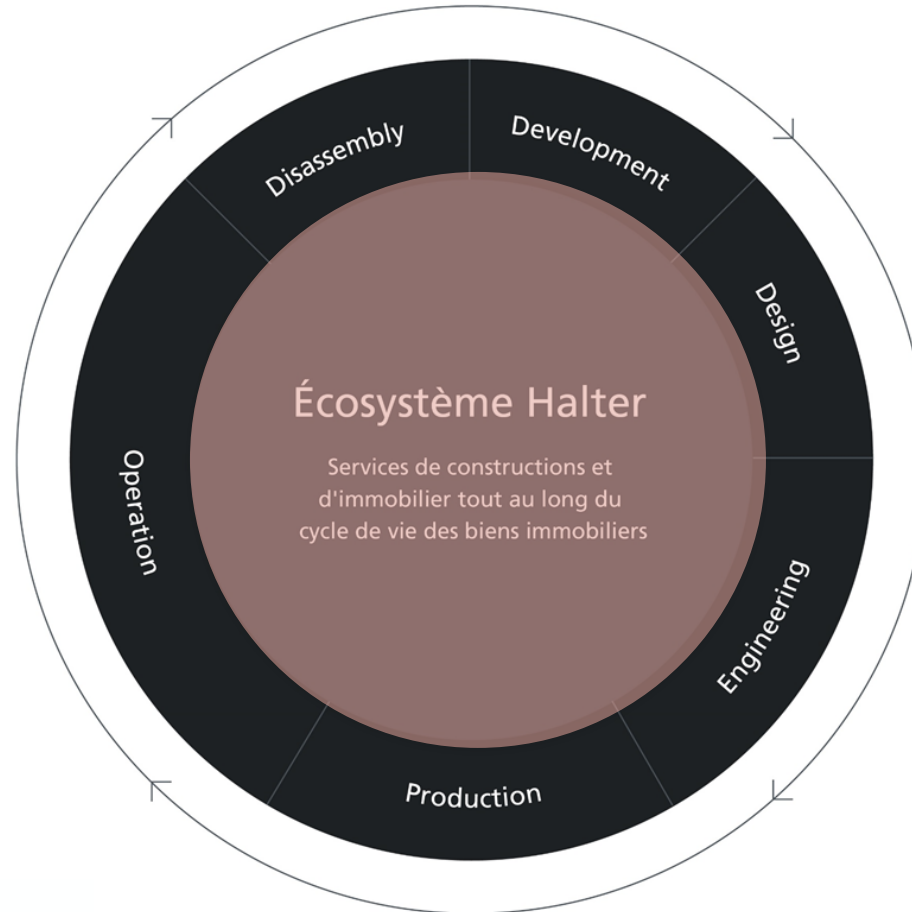 Disassembly
Development
Design
Écosystème Halter
Services de constructions et
d'immobilier tout au long du
cycle de vie des biens immobiliers
Operation
Engineering
Production